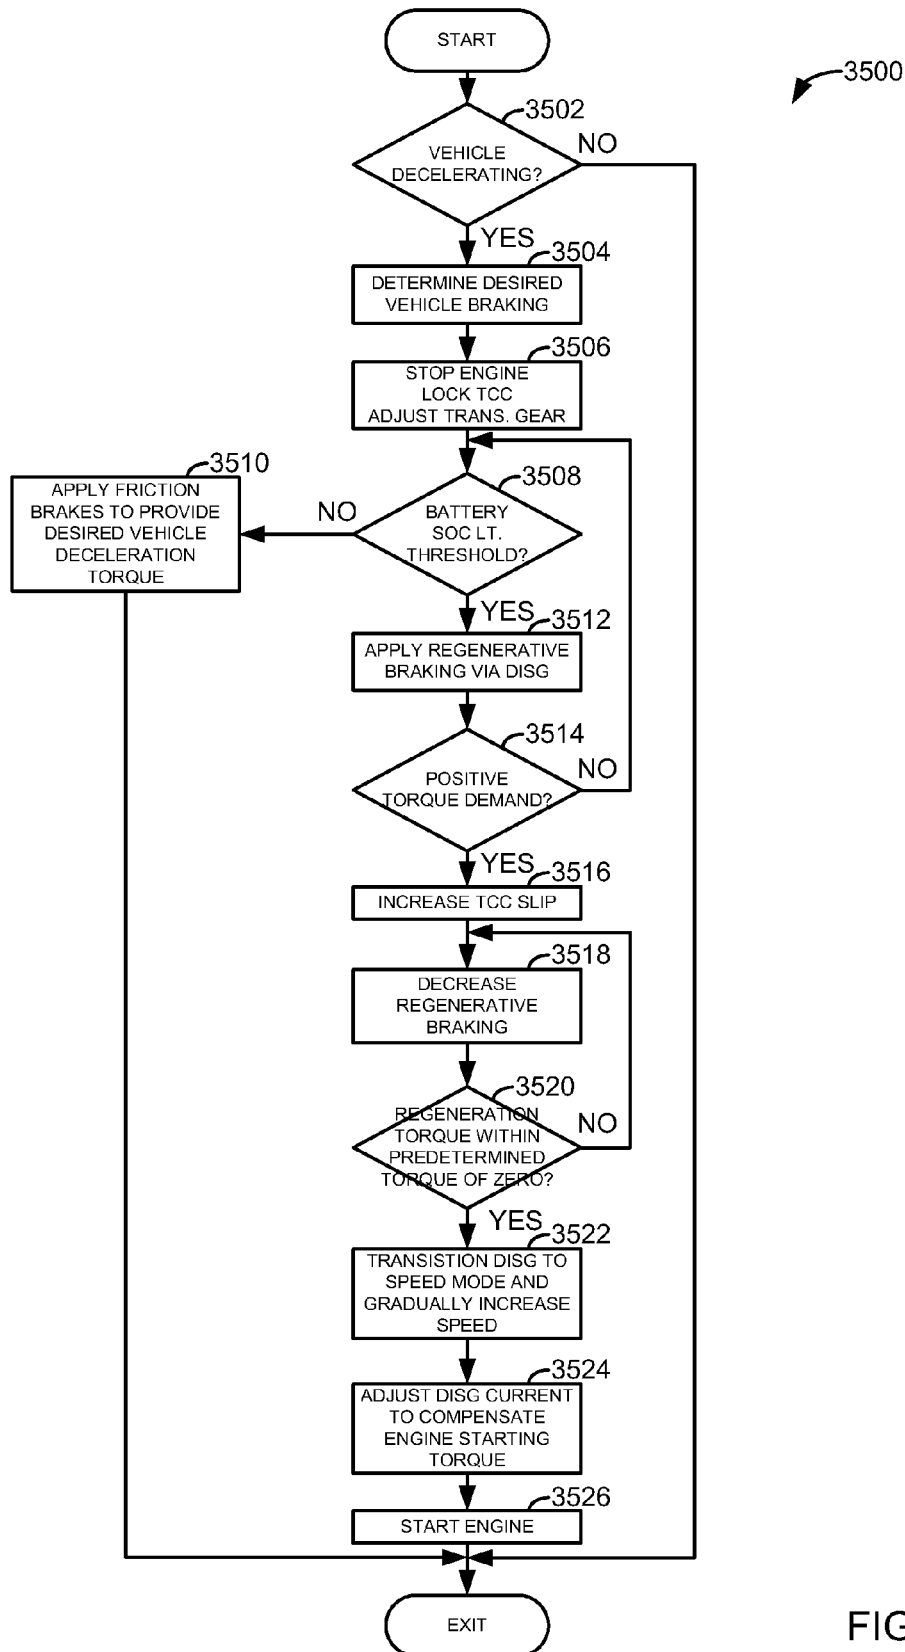 START
3500
3502
VEHICLE
DECELERATING?
NO
YES
3504
DETERMINE DESIRED
VEHICLE BRAKING
3506
STOP ENGINE
LOCK TCC
ADJUST TRANS. GEAR
3510
APPLY FRICTION
BRAKES TO PROVIDE
DESIRED VEHICLE
DECELERATION
TORQUE
NO
3508
BATTERY
SOC LT.
THRESHOLD?
YES
3512
APPLY REGENERATIVE
BRAKING VIA DISG
3514
POSITIVE
TORQUE DEMAND?
NO
YES
3516
INCREASE TCC SLIP
3518
DECREASE
REGENERATIVE
BRAKING
3520
REGENERATION
TORQUE WITHIN
PREDETERMINED
TORQUE OF ZERO?
NO
YES
3522
TRANSISTION DISG TO
SPEED MODE AND
GRADUALLY INCREASE
SPEED
3524
ADJUST DISG CURRENT
TO COMPENSATE
ENGINE STARTING
TORQUE
3526
START ENGINE
EXIT
FIG